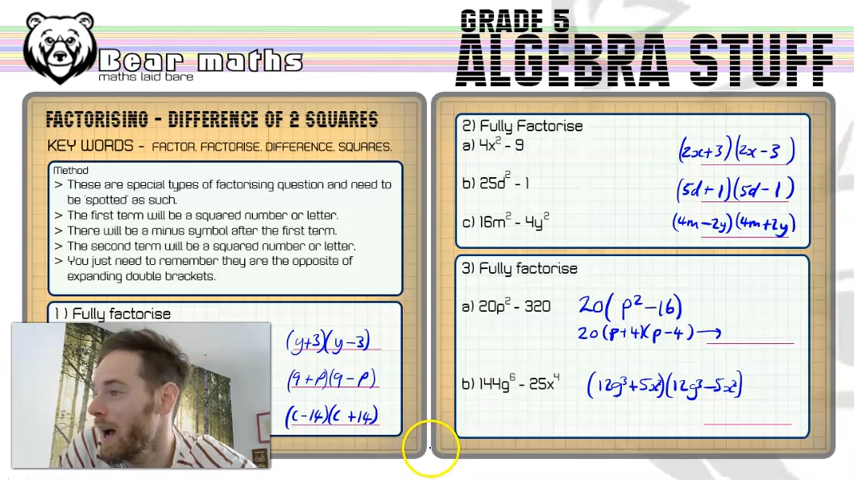 Bear maths
maths laid bare
GRADE 5
ALGEBRA STUFF
FACTORISING - DIFFERENCE OF 2 SQUARES
KEY WORDS - FACTOR. FACTORISE. DIFFERENCE. SQUARES.
Method
> These are special types of factorising question and need to
be 'spotted' as such.
> The first term will be a squared number or letter.
> There will be a minus symbol after the first term.
> The second term will be a squared number or letter.
> You just need to remember they are the opposite of
expanding double brackets.
1) Fully factorise
(y+3)(y-3)
(9+p)(9-p)
(c-14)(c+14)
2) Fully Factorise
a) 4x² - 9 (2x+3)(2x-3)
b) 25d² - 1 (5d+1)(5d-1)
c) 16m² - 4y² (4m-2y)(4m+2y)
3) Fully factorise
a) 20p² - 320 20(p²-16)
20(p+4)(p-4) →
b) 144g⁶ - 25x⁴ (12g³+5x²)(12g³-5x²)